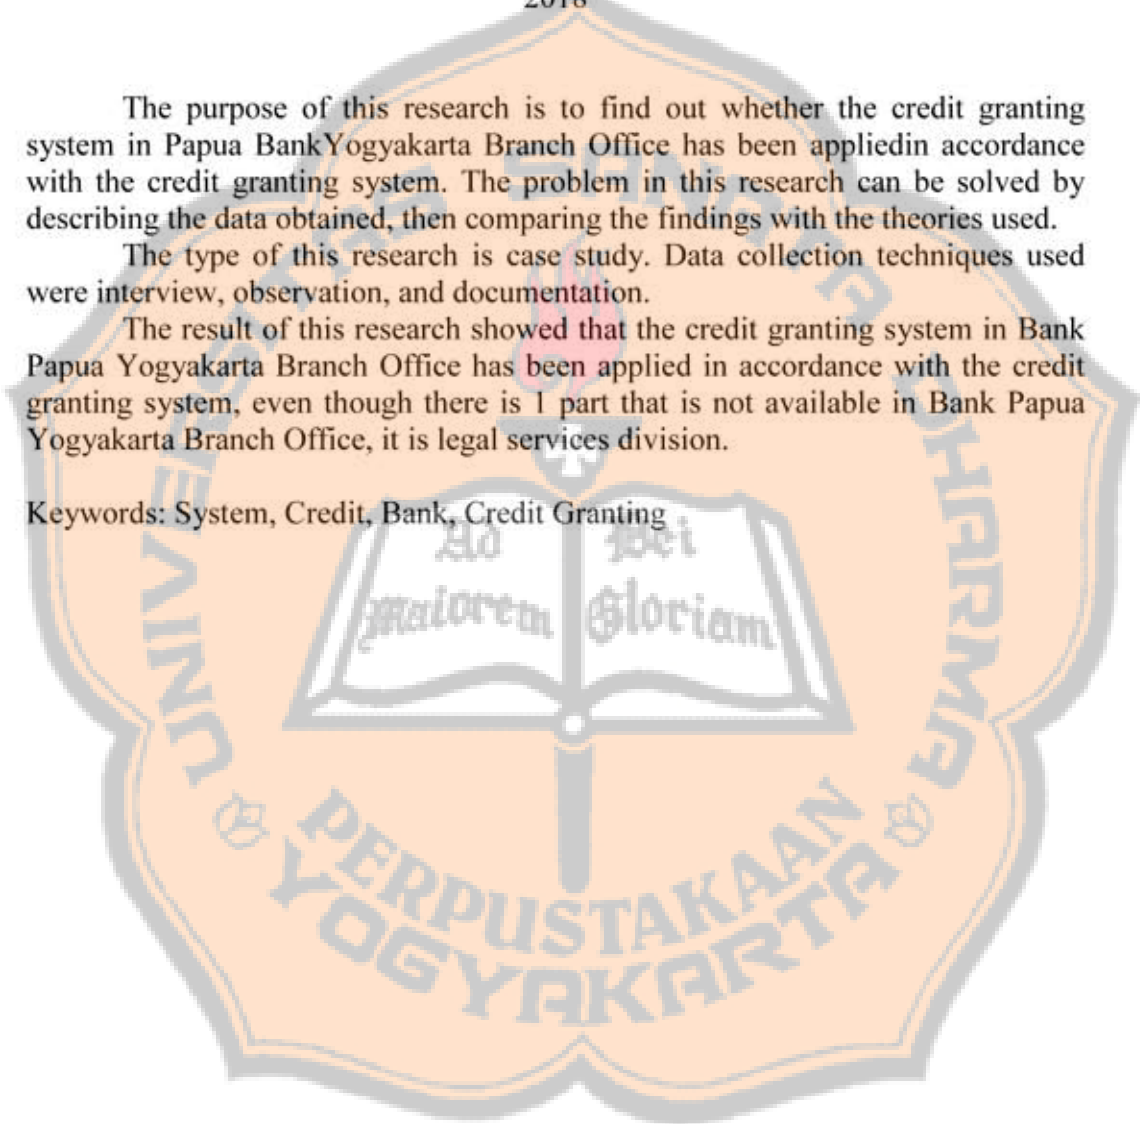 The purpose of this research is to find out whether the credit granting
system in Papua BankYogyakarta Branch Office has been appliedin accordance
with the credit granting system. The problem in this research can be solved by
describing the data obtained, then comparing the findings with the theories used.
The type of this research is case study. Data collection techniques used
were interview, observation, and documentation.
The result of this research showed that the credit granting system in Bank
Papua Yogyakarta Branch Office has been applied in accordance with the credit
granting system, even though there is 1 part that is not available in Bank Papua
Yogyakarta Branch Office, it is legal services division.
Keywords: System, Credit, Bank, Credit Granting
UNIVERSITAS SANATA DHARMA
Ad Dei
maiorem Gloriam
PERPUSTAKAAN
YOGYAKARTA